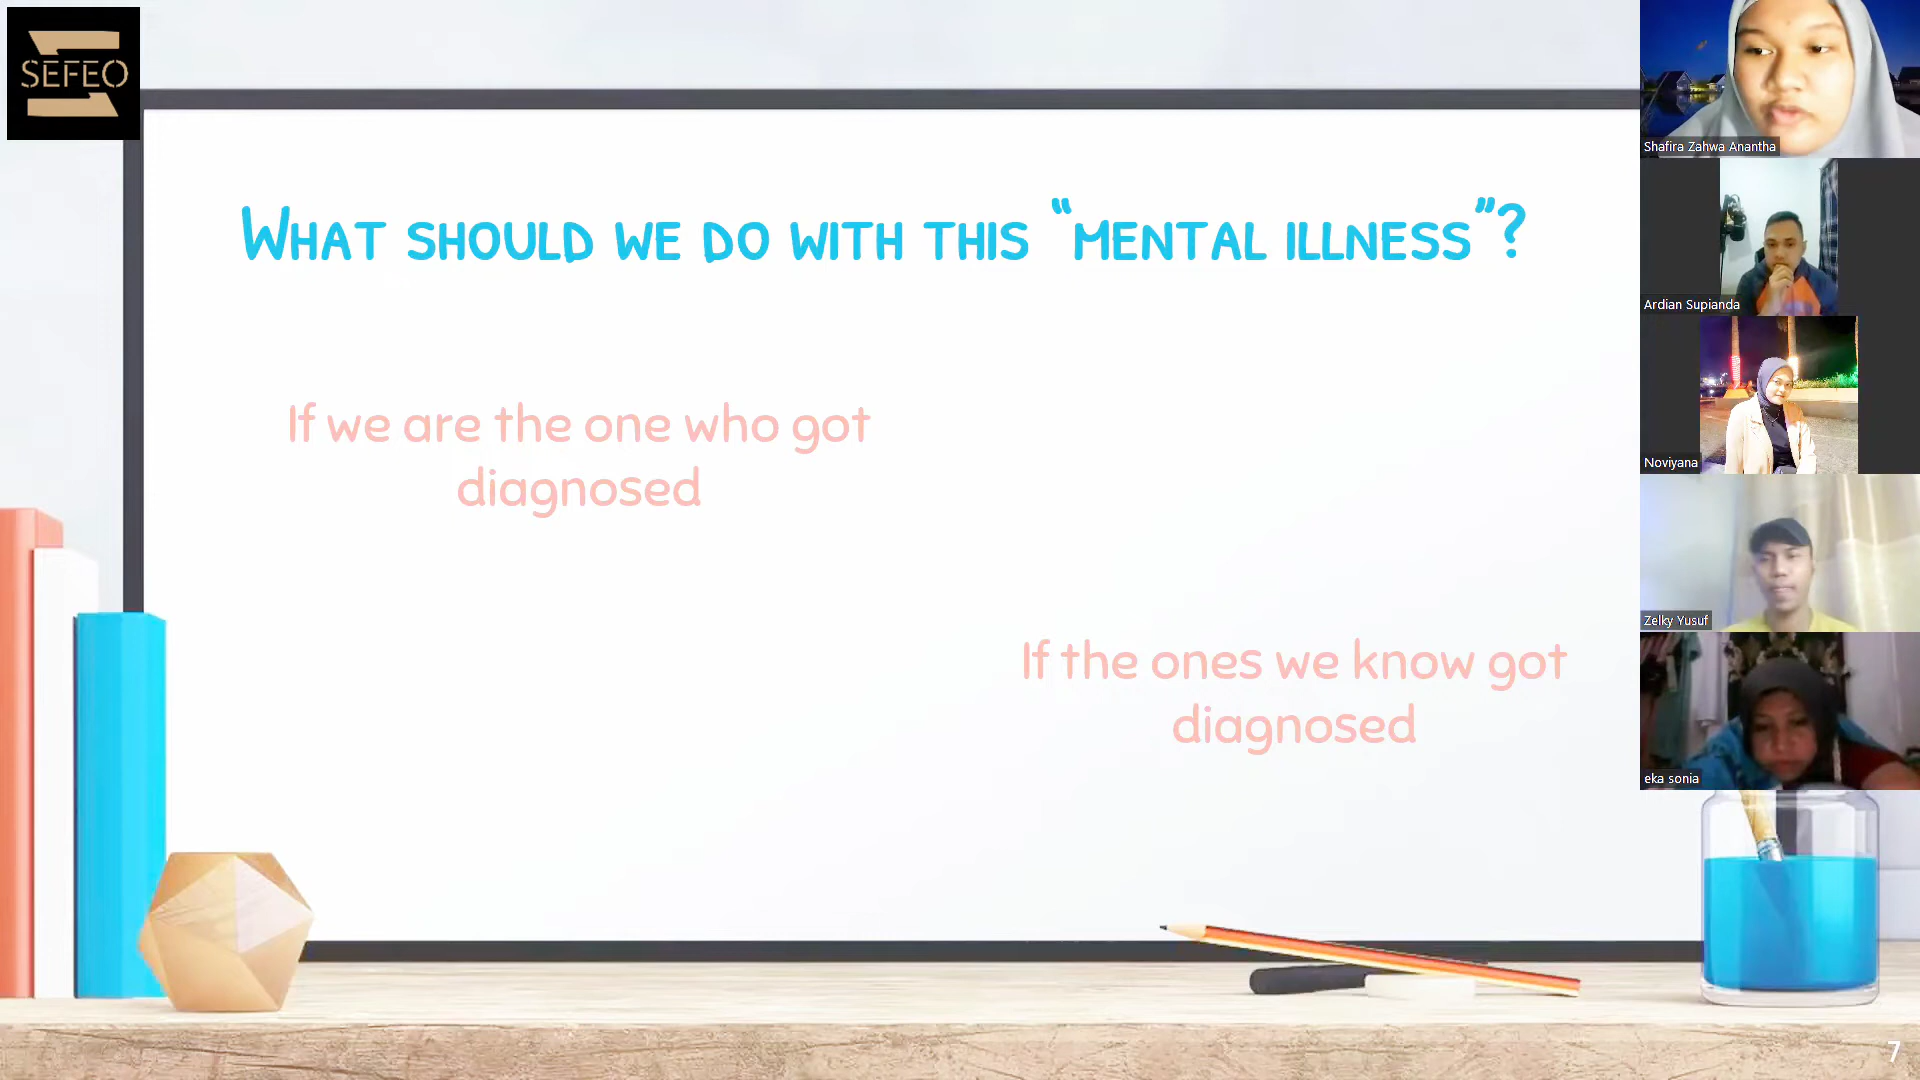 SEFEO
What should we do with this “mental illness”?
If we are the one who got
diagnosed
If the ones we know got
diagnosed
Shafira Zahwa Anantha
Ardian Supianda
Noviyana
Zelky Yusuf
eka sonia
7